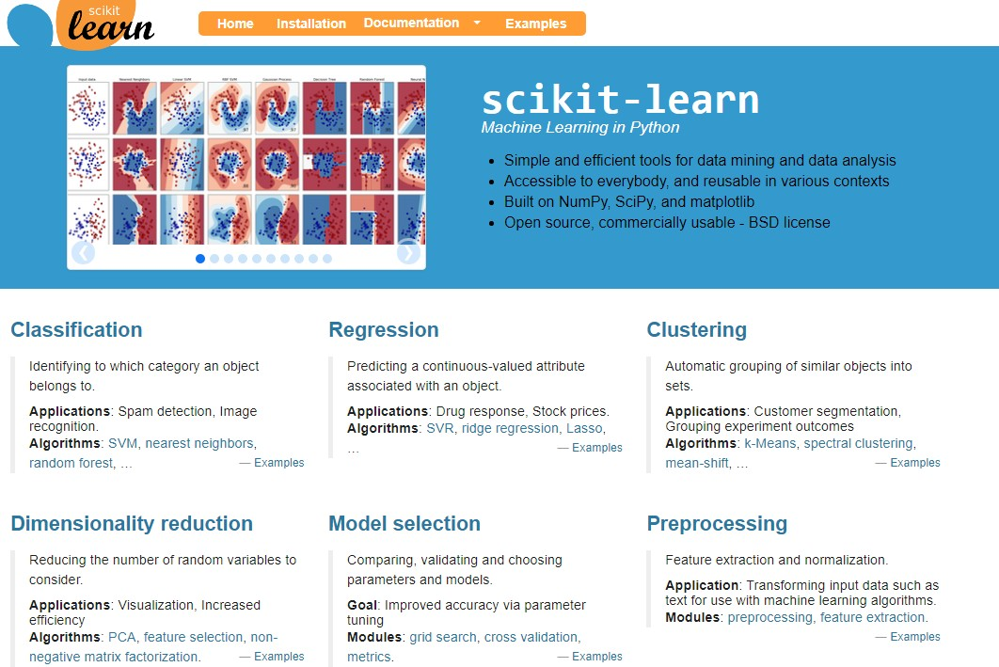 scikit
learn
Home Installation Documentation Examples
scikit-learn
Machine Learning in Python
Simple and efficient tools for data mining and data analysis
Accessible to everybody, and reusable in various contexts
Built on NumPy, SciPy, and matplotlib
Open source, commercially usable - BSD license
Input data Nearest Neighbors Linear SVM RBF SVM Gaussian Process Decision Tree Random Forest
Classification
Identifying to which category an object
belongs to.
Applications: Spam detection, Image
recognition.
Algorithms: SVM, nearest neighbors,
random forest, … — Examples
Regression
Predicting a continuous-valued attribute
associated with an object.
Applications: Drug response, Stock prices.
Algorithms: SVR, ridge regression, Lasso,
… — Examples
Clustering
Automatic grouping of similar objects into
sets.
Applications: Customer segmentation,
Grouping experiment outcomes
Algorithms: k-Means, spectral clustering,
mean-shift, … — Examples
Dimensionality reduction
Reducing the number of random variables to
consider.
Applications: Visualization, Increased
efficiency
Algorithms: PCA, feature selection, non-
negative matrix factorization. — Examples
Model selection
Comparing, validating and choosing
parameters and models.
Goal: Improved accuracy via parameter
tuning
Modules: grid search, cross validation,
metrics. — Examples
Preprocessing
Feature extraction and normalization.
Application: Transforming input data such as
text for use with machine learning algorithms.
Modules: preprocessing, feature extraction.
— Examples